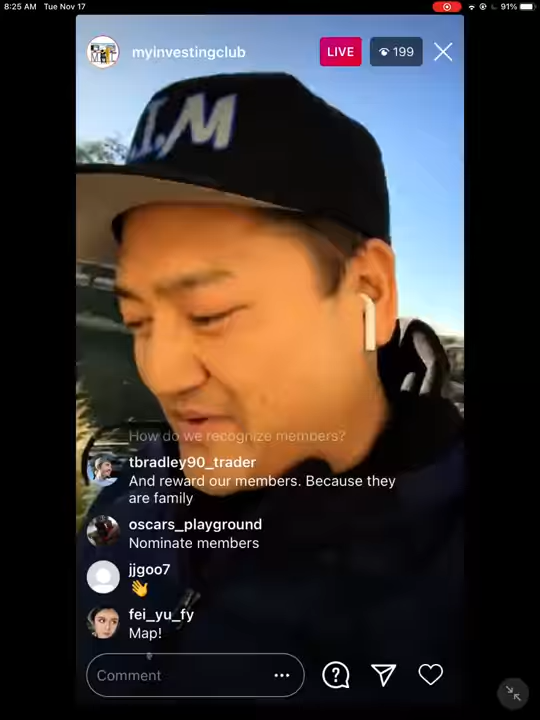 8:25 AM Tue Nov 17
91%
myinvestingclub
LIVE
199
.I.M
How do we recognize members?
tbradley90_trader
And reward our members. Because they
are family
oscars_playground
Nominate members
jjgoo7
👋
fei_yu_fy
Map!
Comment